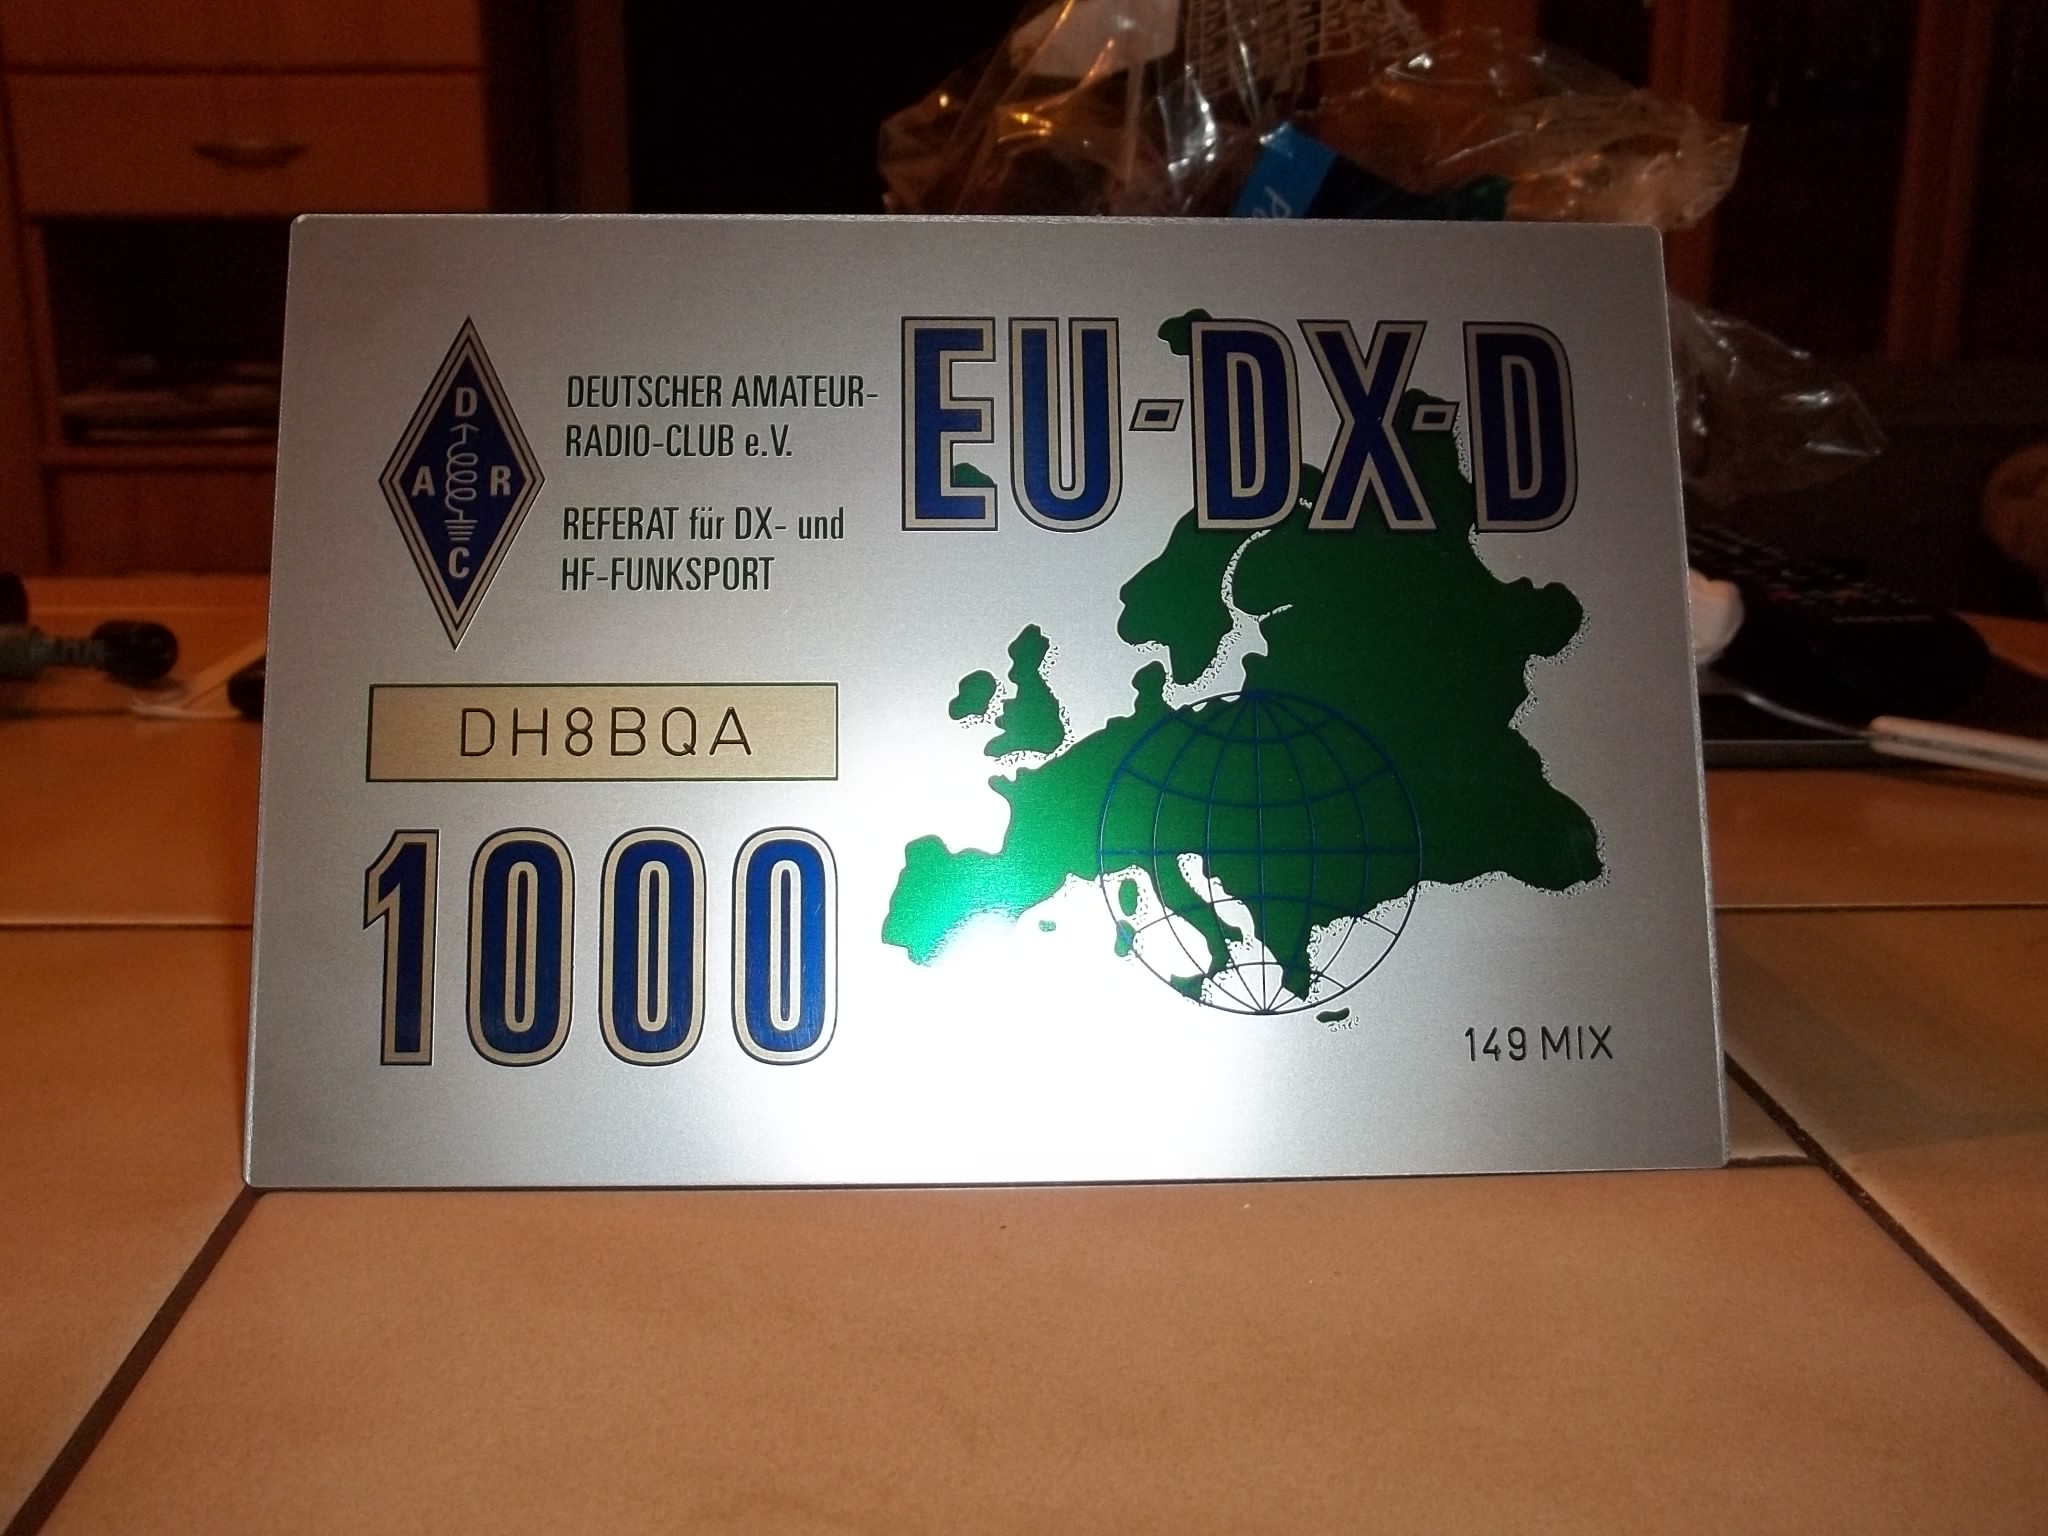 EU-DX-D
DEUTSCHER AMATEUR-
RADIO-CLUB e.V.
REFERAT für DX- und
HF-FUNKSPORT
D
A R
C
DH8BQA
1000
149 MIX